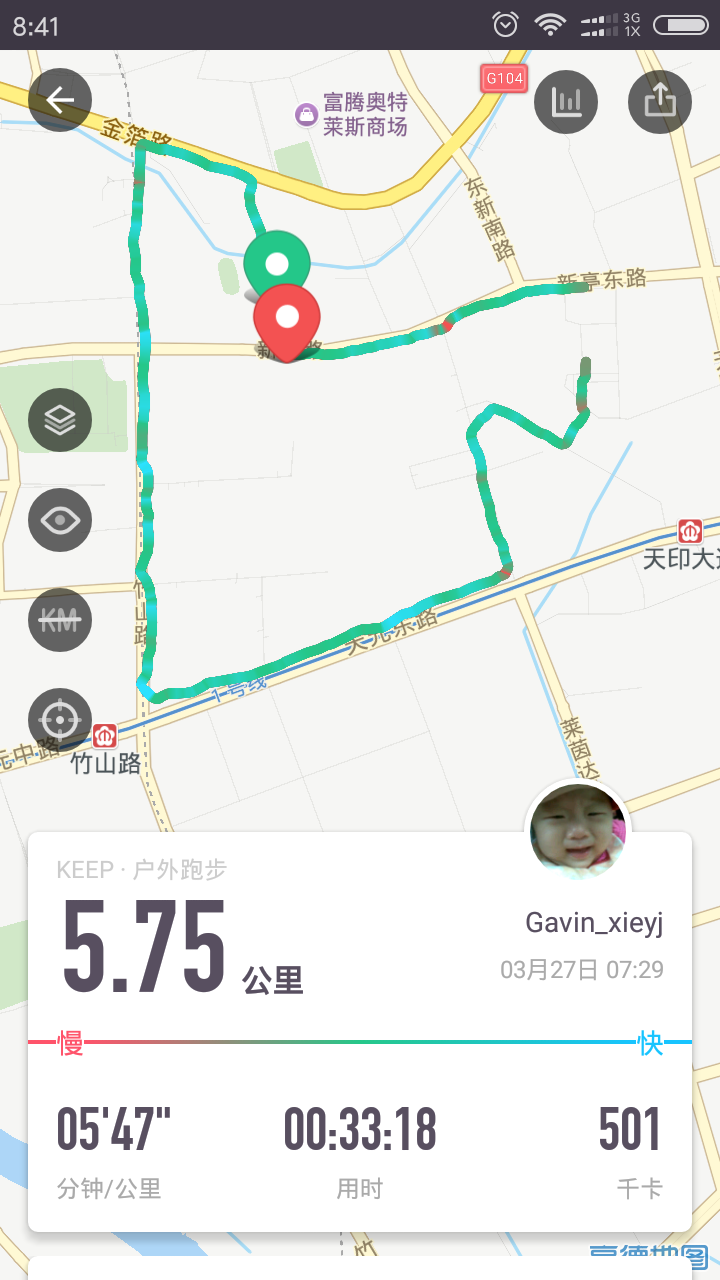 8:41
3G
1X
G104
富腾奥特
莱斯商场
金箔路
东新南路
新亭东路
KM
竹山路
天印大
天元东路
1号线
元中路
竹山路
莱茵达
KEEP · 户外跑步
5.75 公里
Gavin_xieyj
03月27日 07:29
慢
快
05'47"
00:33:18
501
分钟/公里
用时
千卡
竹
高德地图